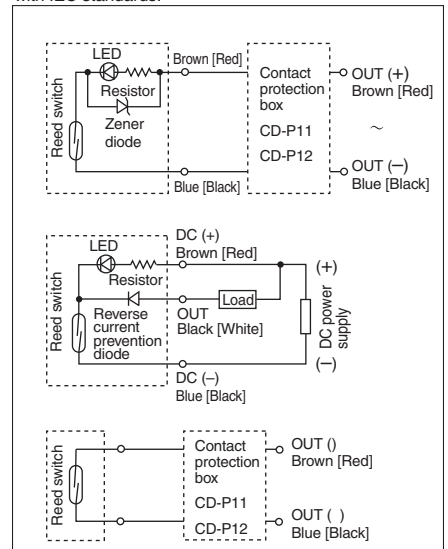 with IEC standards.
LED
Brown [Red]
Resistor
Zener
diode
Reed switch
Blue [Black]
Contact
protection
box
CD-P11
CD-P12
OUT (+)
Brown [Red]
~
OUT (–)
Blue [Black]
DC (+)
Brown [Red]
LED
Resistor
Reed switch
Reverse
current
prevention
diode
OUT
Black [White]
Load
(+)
DC power
supply
(–)
DC (–)
Blue [Black]
Reed switch
Contact
protection
box
CD-P11
CD-P12
OUT ()
Brown [Red]
OUT ( )
Blue [Black]